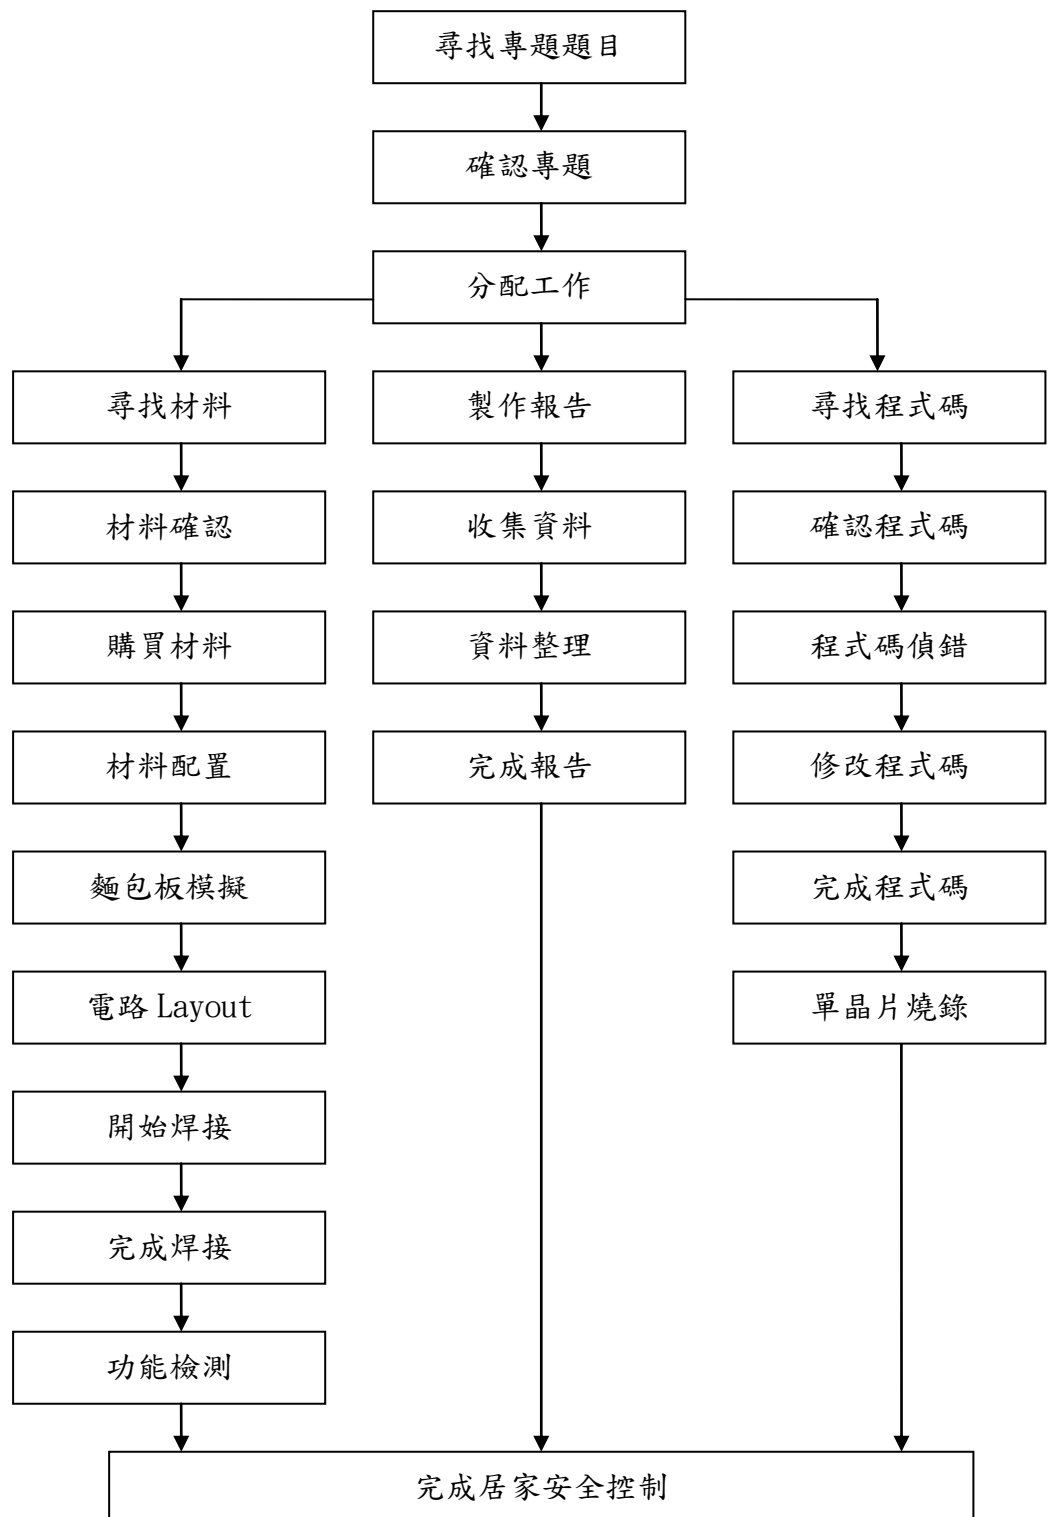 尋找專題題目
確認專題
分配工作
尋找材料
製作報告
尋找程式碼
材料確認
收集資料
確認程式碼
購買材料
資料整理
程式碼偵錯
材料配置
完成報告
修改程式碼
麵包板模擬
完成程式碼
電路 Layout
單晶片燒錄
開始焊接
完成焊接
功能檢測
完成居家安全控制